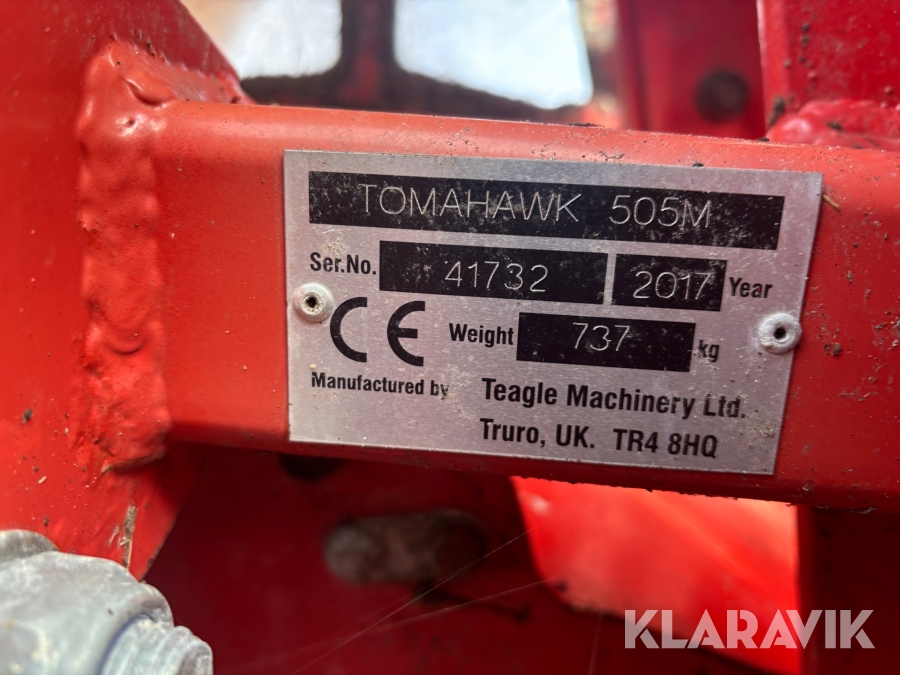 TOMAHAWK 505M
Ser.No. 41732 2017 Year
CE Weight 737 kg
Manufactured by Teagle Machinery Ltd.
Truro, UK. TR4 8HQ
KLARAVIK